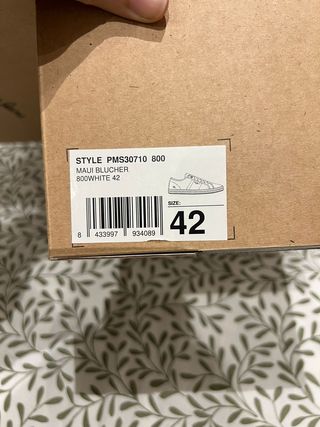 STYLE PMS30710 800
MAUI BLUCHER
800WHITE 42
SIZE:
42
8 433997 934089